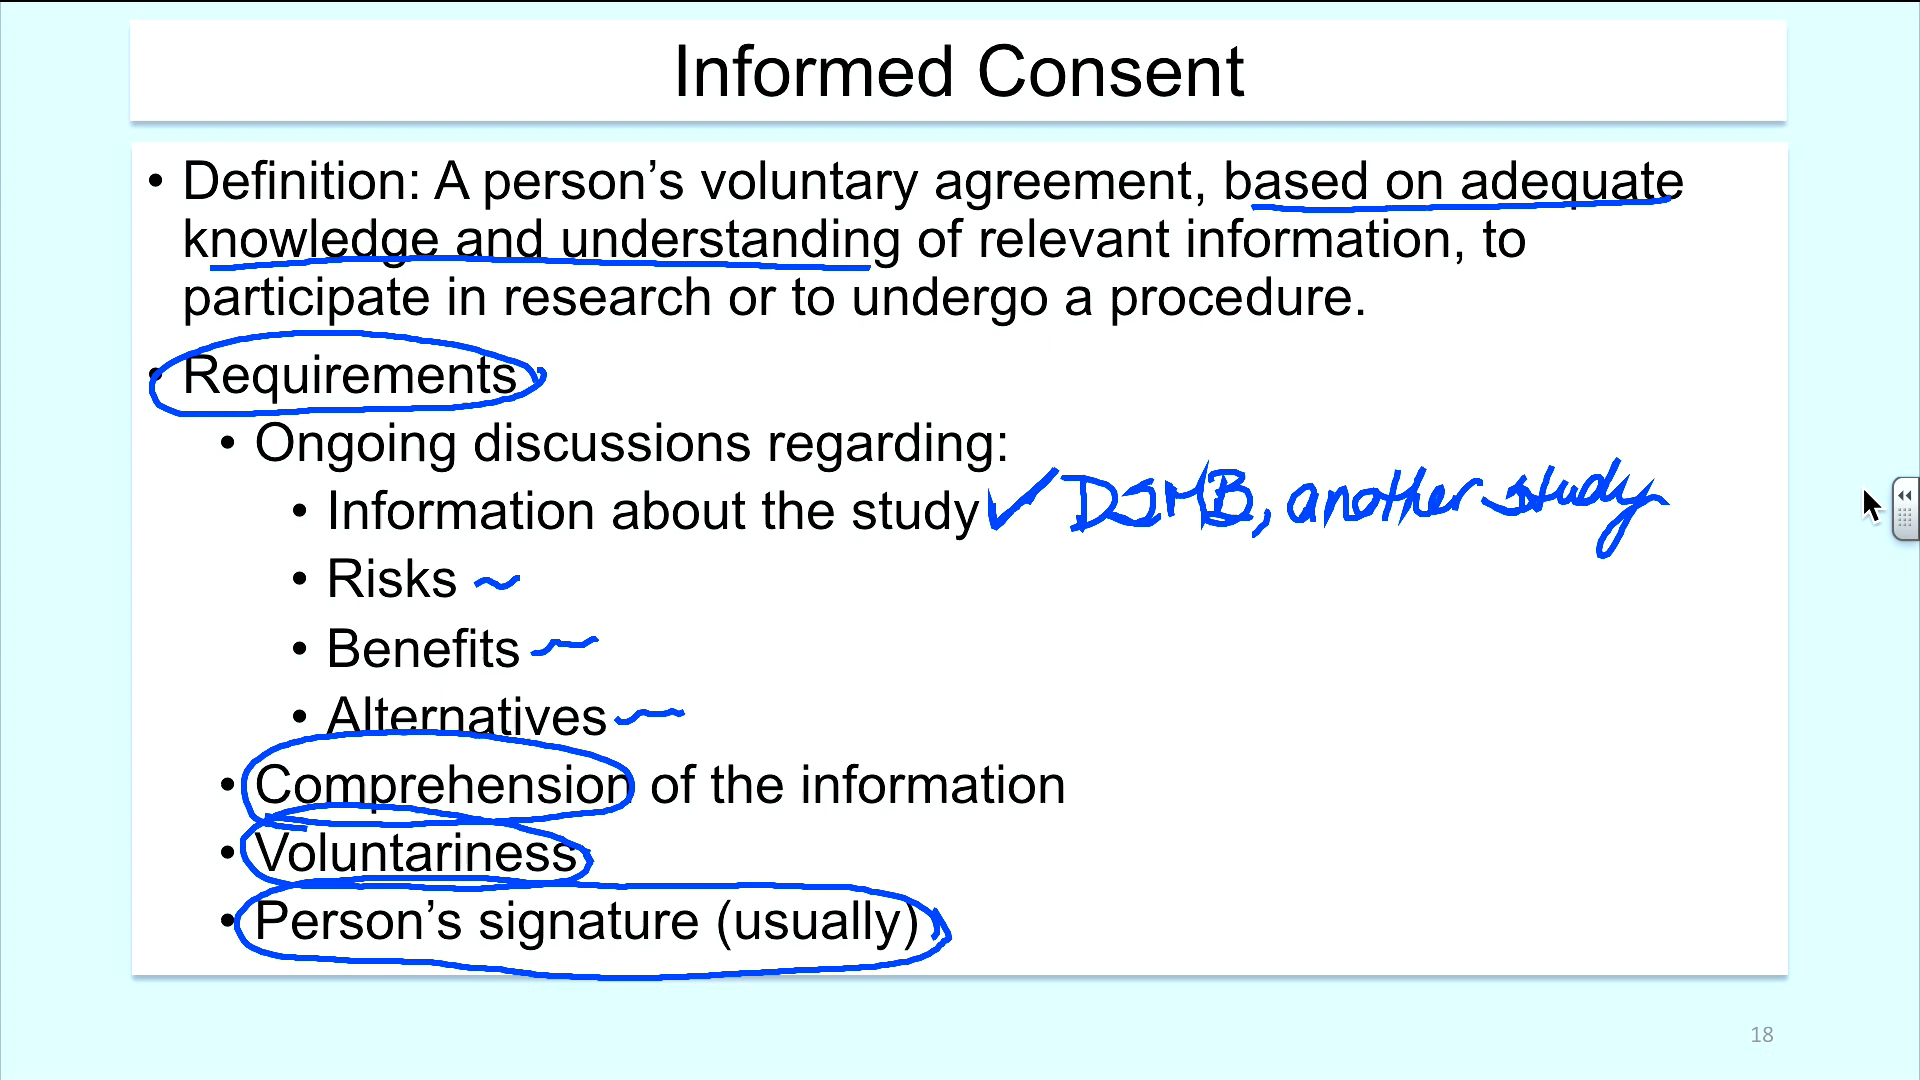 Informed Consent
• Definition: A person’s voluntary agreement, based on adequate
knowledge and understanding of relevant information, to
participate in research or to undergo a procedure.
• Requirements
• Ongoing discussions regarding:
• Information about the study ✓ DSMB, another study
• Risks
• Benefits
• Alternatives
• Comprehension of the information
• Voluntariness
• Person’s signature (usually)
18